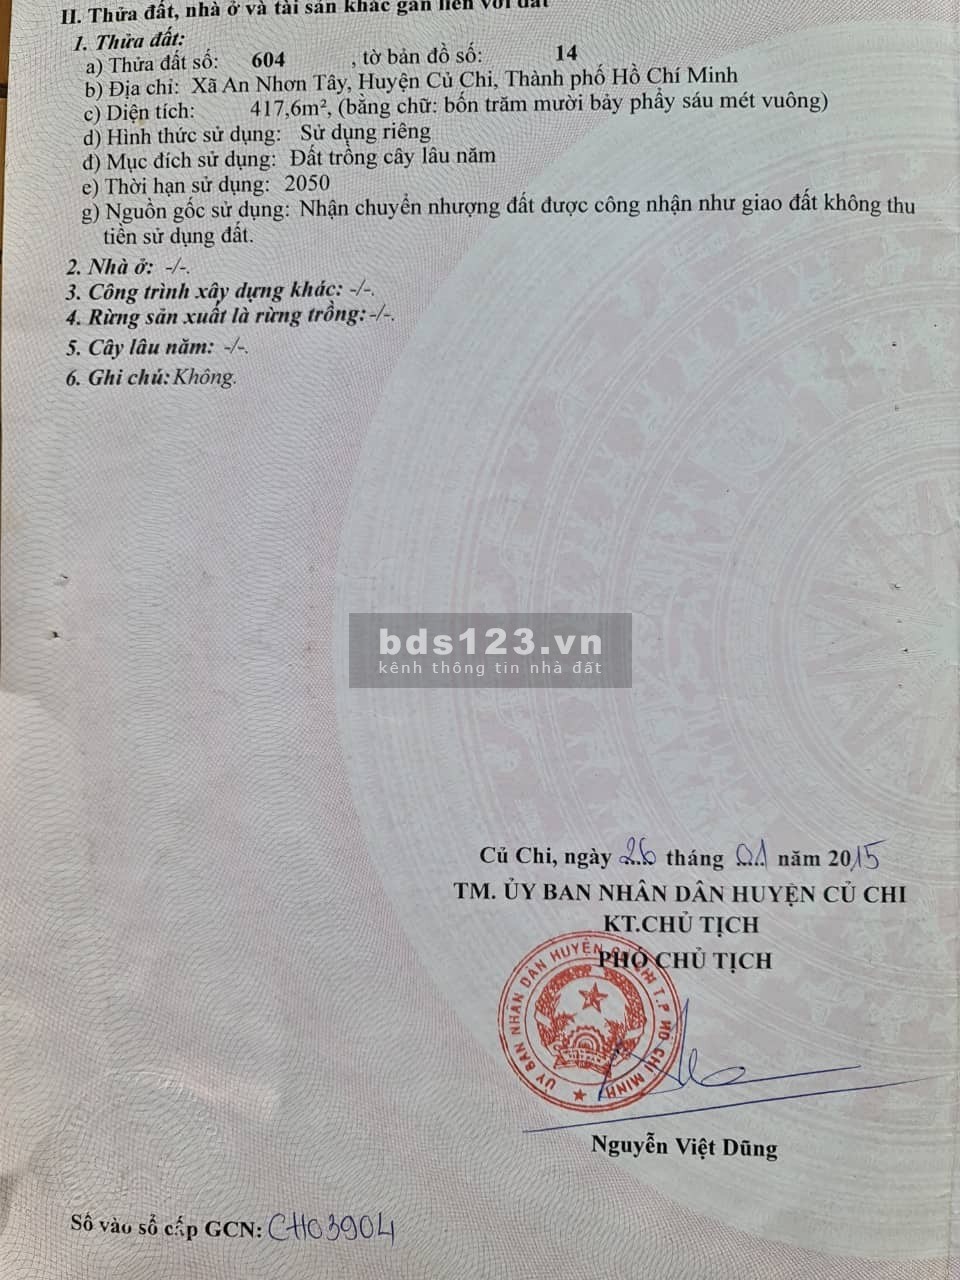 II. Thửa đất, nhà ở và tài sản khác gắn liền với đất
1. Thửa đất:
a) Thửa đất số: 604 , tờ bản đồ số: 14
b) Địa chỉ: Xã An Nhơn Tây, Huyện Củ Chi, Thành phố Hồ Chí Minh
c) Diện tích: 417,6m², (bằng chữ: bốn trăm mười bảy phẩy sáu mét vuông)
d) Hình thức sử dụng: Sử dụng riêng
đ) Mục đích sử dụng: Đất trồng cây lâu năm
e) Thời hạn sử dụng: 2050
g) Nguồn gốc sử dụng: Nhận chuyển nhượng đất được công nhận như giao đất không thu
tiền sử dụng đất.
2. Nhà ở: -/-.
3. Công trình xây dựng khác: -/-.
4. Rừng sản xuất là rừng trồng: -/-.
5. Cây lâu năm: -/-.
6. Ghi chú: Không.
bds123.vn
kênh thông tin nhà đất
Củ Chi, ngày 26 tháng 01 năm 2015
TM. ỦY BAN NHÂN DÂN HUYỆN CỦ CHI
KT.CHỦ TỊCH
PHÓ CHỦ TỊCH
ỦY BAN NHÂN DÂN HUYỆN CỦ CHI T.P HỒ CHÍ MINH
Nguyễn Việt Dũng
Số vào sổ cấp GCN: CH03904